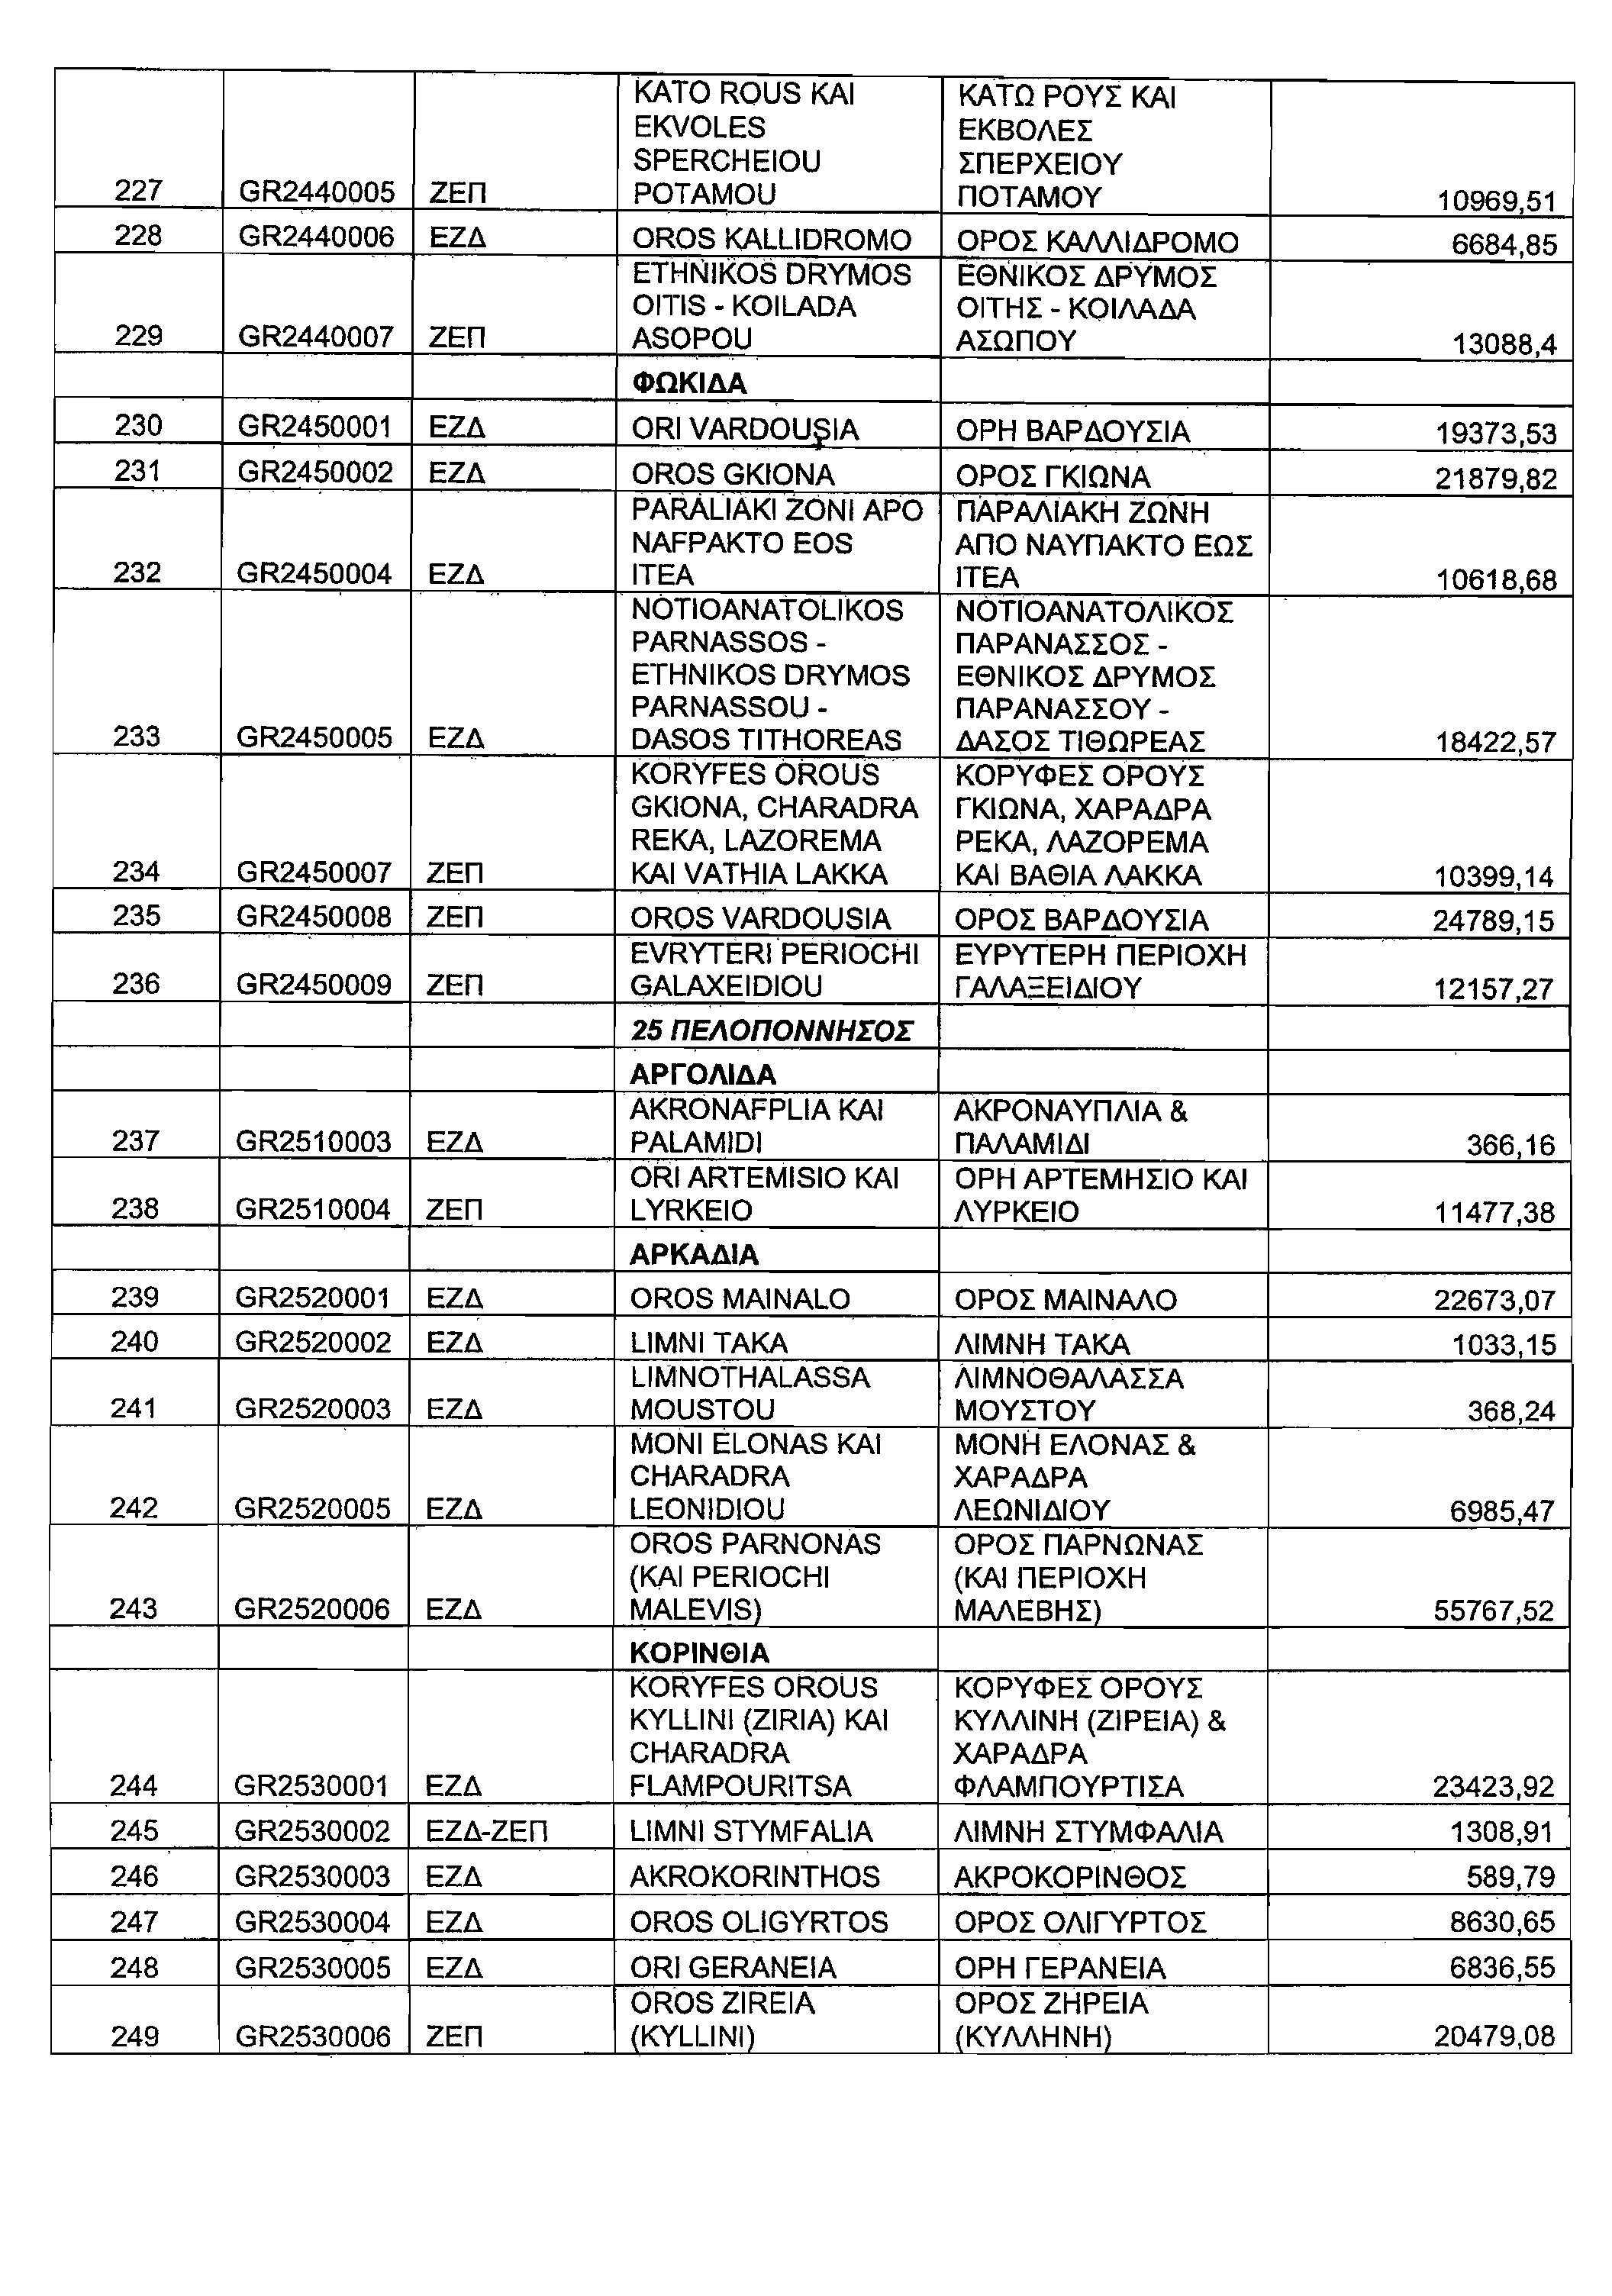 KATO ROUS KAI ΚΑΤΩ ΡΟΥΣ ΚΑΙ
EKVOLES ΕΚΒΟΛΕΣ
SPERCHEIOU ΣΠΕΡΧΕΙΟΥ
227 GR2440005 ΖΕΠ POTAMOU ΠΟΤΑΜΟΥ 10969,51
228 GR2440006 ΕΖΔ OROS KALLIDROMO ΟΡΟΣ ΚΑΛΛΙΔΡΟΜΟ 6684,85
ETHNIKOS DRYMOS ΕΘΝΙΚΟΣ ΔΡΥΜΟΣ
OITIS - KOILADA ΟΙΤΗΣ - ΚΟΙΛΑΔΑ
229 GR2440007 ΖΕΠ ASOPOU ΑΣΩΠΟΥ 13088,4
ΦΩΚΙΔΑ
230 GR2450001 ΕΖΔ ORI VARDOUSIA ΟΡΗ ΒΑΡΔΟΥΣΙΑ 19373,53
231 GR2450002 ΕΖΔ OROS GKIONA ΟΡΟΣ ΓΚΙΩΝΑ 21879,82
PARALIAKI ZONI APO ΠΑΡΑΛΙΑΚΗ ΖΩΝΗ
NAFPAKTO EOS ΑΠΟ ΝΑΥΠΑΚΤΟ ΕΩΣ
232 GR2450004 ΕΖΔ ITEA ΙΤΕΑ 10618,68
NOTIOANATOLIKOS ΝΟΤΙΟΑΝΑΤΟΛΙΚΟΣ
PARNASSOS - ΠΑΡΑΝΑΣΣΟΣ -
ETHNIKOS DRYMOS ΕΘΝΙΚΟΣ ΔΡΥΜΟΣ
PARNASSOU - ΠΑΡΑΝΑΣΣΟΥ -
233 GR2450005 ΕΖΔ DASOS TITHOREAS ΔΑΣΟΣ ΤΙΘΩΡΕΑΣ 18422,57
KORYFES OROUS ΚΟΡΥΦΕΣ ΟΡΟΥΣ
GKIONA, CHARADRA ΓΚΙΩΝΑ, ΧΑΡΑΔΡΑ
REKA, LAZOREMA ΡΕΚΑ, ΛΑΖΟΡΕΜΑ
234 GR2450007 ΖΕΠ KAI VATHIA LAKKA ΚΑΙ ΒΑΘΙΑ ΛΑΚΚΑ 10399,14
235 GR2450008 ΖΕΠ OROS VARDOUSIA ΟΡΟΣ ΒΑΡΔΟΥΣΙΑ 24789,15
EVRYTERI PERIOCHI ΕΥΡΥΤΕΡΗ ΠΕΡΙΟΧΗ
236 GR2450009 ΖΕΠ GALAXEIDIOU ΓΑΛΑΞΕΙΔΙΟΥ 12157,27
25 ΠΕΛΟΠΟΝΝΗΣΟΣ
ΑΡΓΟΛΙΔΑ
AKRONAFPLIA KAI ΑΚΡΟΝΑΥΠΛΙΑ &
237 GR2510003 ΕΖΔ PALAMIDI ΠΑΛΑΜΙΔΙ 366,16
ORI ARTEMISIO KAI ΟΡΗ ΑΡΤΕΜΗΣΙΟ ΚΑΙ
238 GR2510004 ΖΕΠ LYRKEIO ΛΥΡΚΕΙΟ 11477,38
ΑΡΚΑΔΙΑ
239 GR2520001 ΕΖΔ OROS MAINALO ΟΡΟΣ ΜΑΙΝΑΛΟ 22673,07
240 GR2520002 ΕΖΔ LIMNI TAKA ΛΙΜΝΗ ΤΑΚΑ 1033,15
LIMNOTHALASSA ΛΙΜΝΟΘΑΛΑΣΣΑ
241 GR2520003 ΕΖΔ MOUSTOU ΜΟΥΣΤΟΥ 368,24
MONI ELONAS KAI ΜΟΝΗ ΕΛΟΝΑΣ &
CHARADRA ΧΑΡΑΔΡΑ
242 GR2520005 ΕΖΔ LEONIDIOU ΛΕΩΝΙΔΙΟΥ 6985,47
OROS PARNONAS ΟΡΟΣ ΠΑΡΝΩΝΑΣ
(KAI PERIOCHI (ΚΑΙ ΠΕΡΙΟΧΗ
243 GR2520006 ΕΖΔ MALEVIS) ΜΑΛΕΒΗΣ) 55767,52
ΚΟΡΙΝΘΙΑ
KORYFES OROUS ΚΟΡΥΦΕΣ ΟΡΟΥΣ
KYLLINI (ZIRIA) KAI ΚΥΛΛΙΝΗ (ΖΙΡΕΙΑ) &
CHARADRA ΧΑΡΑΔΡΑ
244 GR2530001 ΕΖΔ FLAMPOURITSA ΦΛΑΜΠΟΥΡΤΙΣΑ 23423,92
245 GR2530002 ΕΖΔ-ΖΕΠ LIMNI STYMFALIA ΛΙΜΝΗ ΣΤΥΜΦΑΛΙΑ 1308,91
246 GR2530003 ΕΖΔ AKROKORINTHOS ΑΚΡΟΚΟΡΙΝΘΟΣ 589,79
247 GR2530004 ΕΖΔ OROS OLIGYRTOS ΟΡΟΣ ΟΛΙΓΥΡΤΟΣ 8630,65
248 GR2530005 ΕΖΔ ORI GERANEIA ΟΡΗ ΓΕΡΑΝΕΙΑ 6836,55
OROS ZIREIA ΟΡΟΣ ΖΗΡΕΙΑ
249 GR2530006 ΖΕΠ (KYLLINI) (ΚΥΛΛΗΝΗ) 20479,08